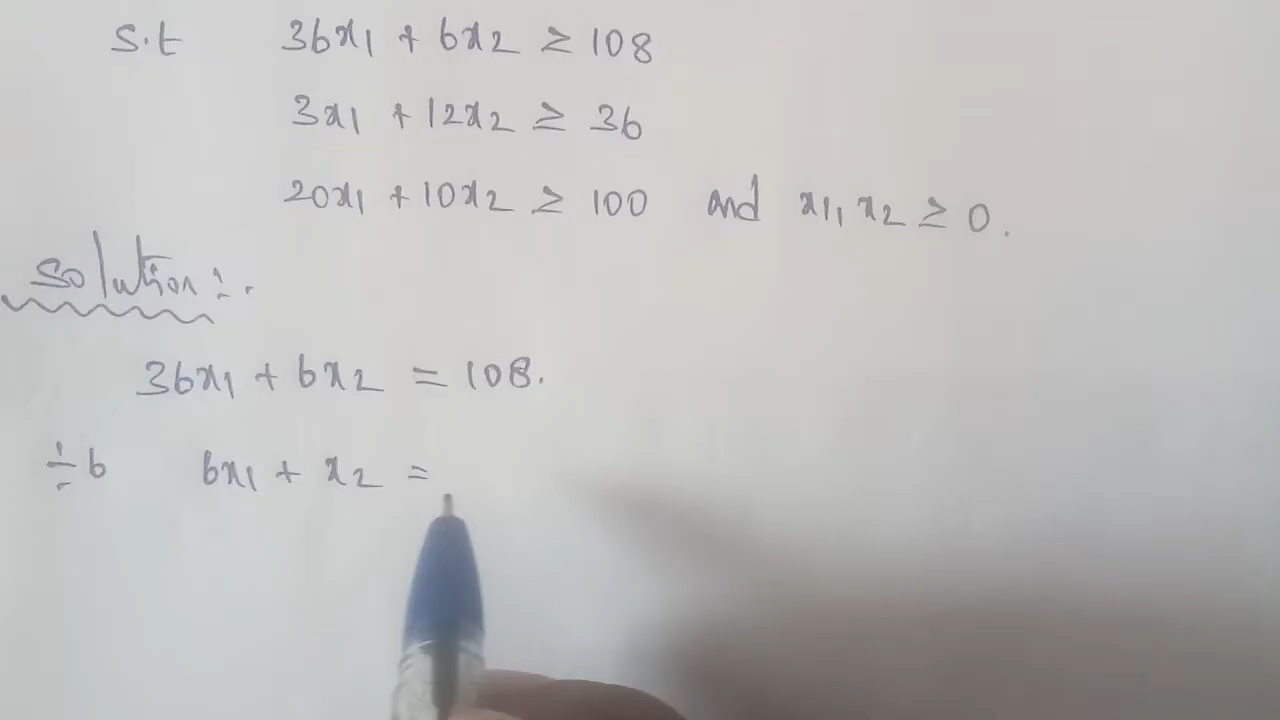 S.t 36x₁ + 6x₂ ≥ 108
3x₁ + 12x₂ ≥ 36
20x₁ + 10x₂ ≥ 100 and x₁, x₂ ≥ 0.
Solution:-
36x₁ + 6x₂ = 108.
÷6 6x₁ + x₂ =